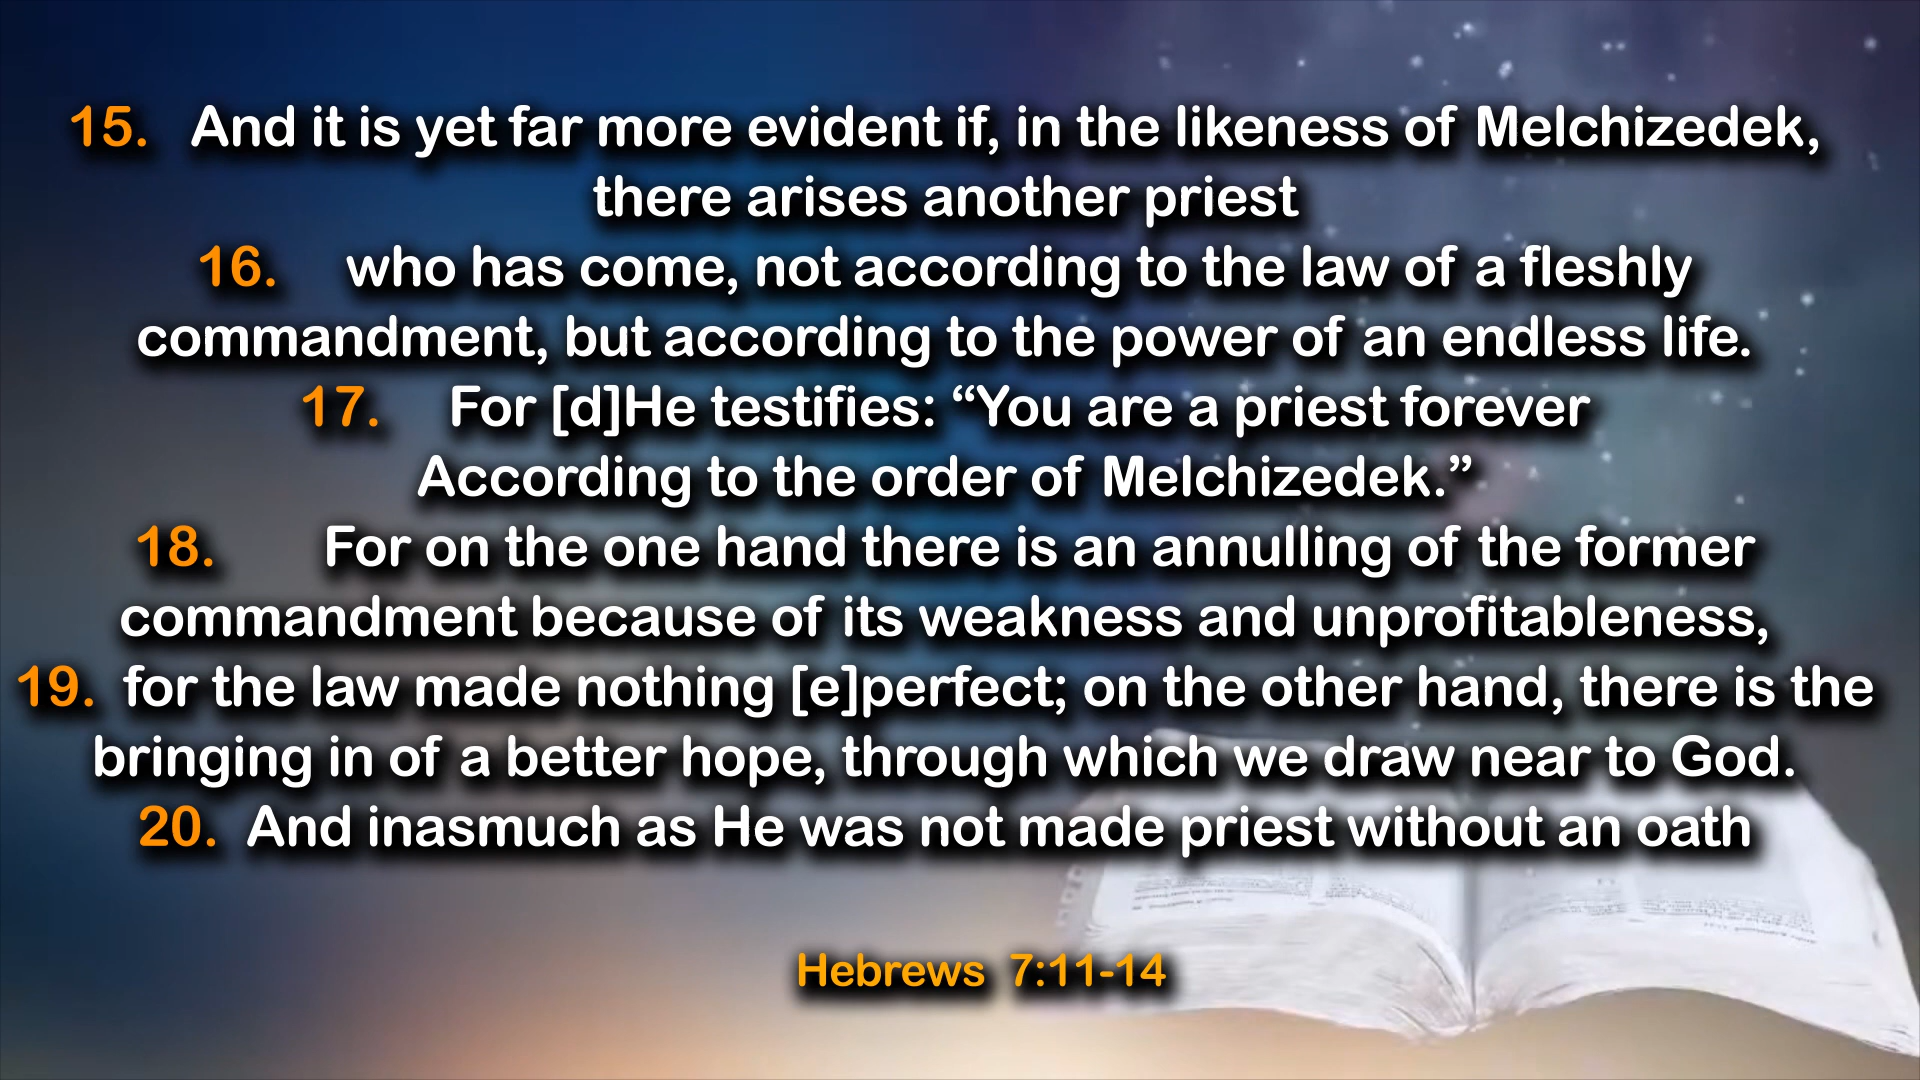 15. And it is yet far more evident if, in the likeness of Melchizedek,
there arises another priest
16. who has come, not according to the law of a fleshly
commandment, but according to the power of an endless life.
17. For [d]He testifies: “You are a priest forever
According to the order of Melchizedek.”
18. For on the one hand there is an annulling of the former
commandment because of its weakness and unprofitableness,
19. for the law made nothing [e]perfect; on the other hand, there is the
bringing in of a better hope, through which we draw near to God.
20. And inasmuch as He was not made priest without an oath
Hebrews 7:11-14